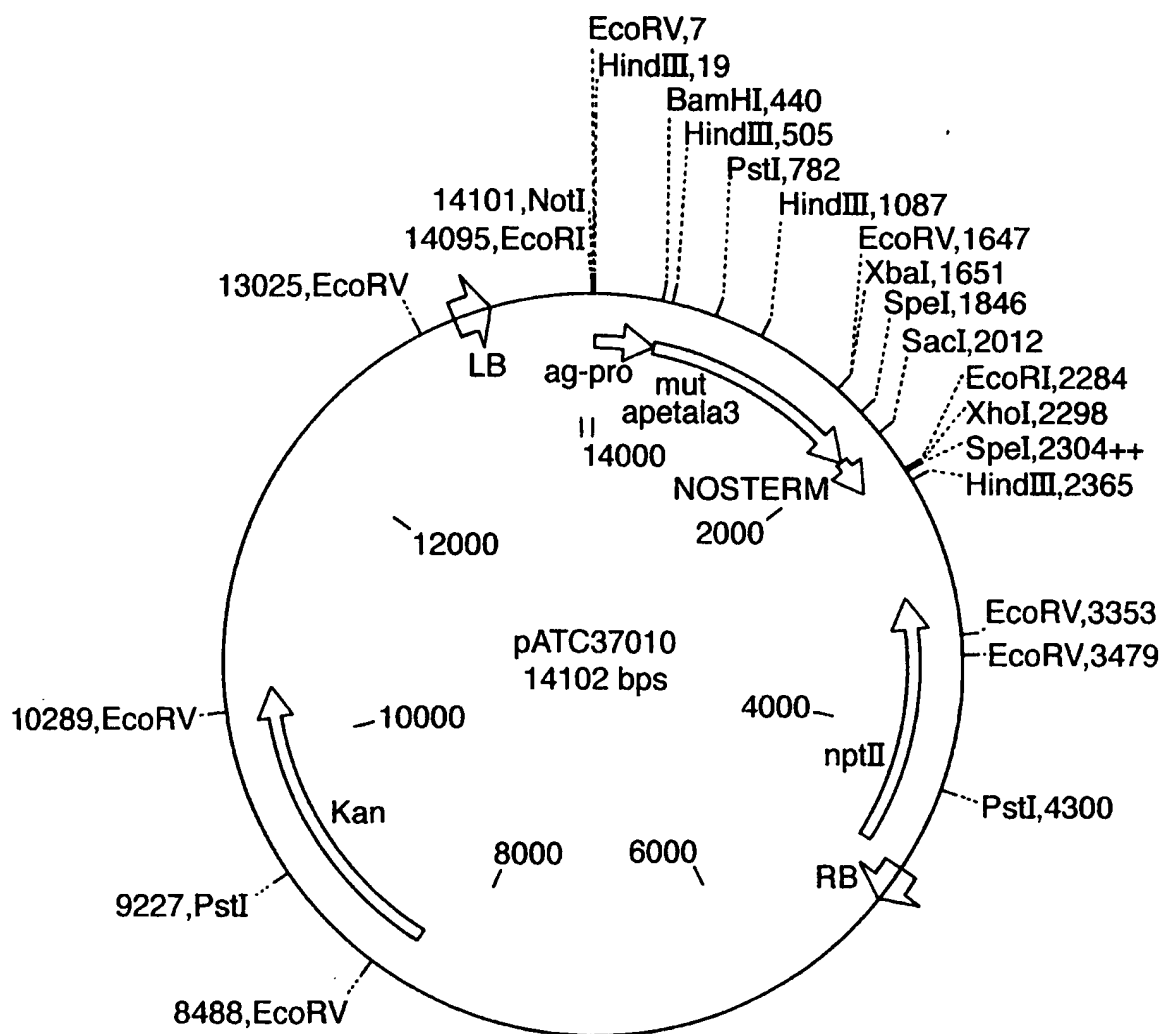 EcoRV,7
HindⅢ,19
BamHI,440
HindⅢ,505
PstI,782
HindⅢ,1087
14101,NotI
14095,EcoRI
EcoRV,1647
13025,EcoRV
XbaI,1651
SpeI,1846
SacI,2012
LB
ag-pro
mut
apetala3
EcoRI,2284
XhoI,2298
SpeI,2304++
HindⅢ,2365
14000
NOSTERM
2000
12000
EcoRV,3353
EcoRV,3479
pATC37010
14102 bps
10289,EcoRV
10000
4000
nptⅡ
PstI,4300
Kan
8000
6000
RB
9227,PstI
8488,EcoRV